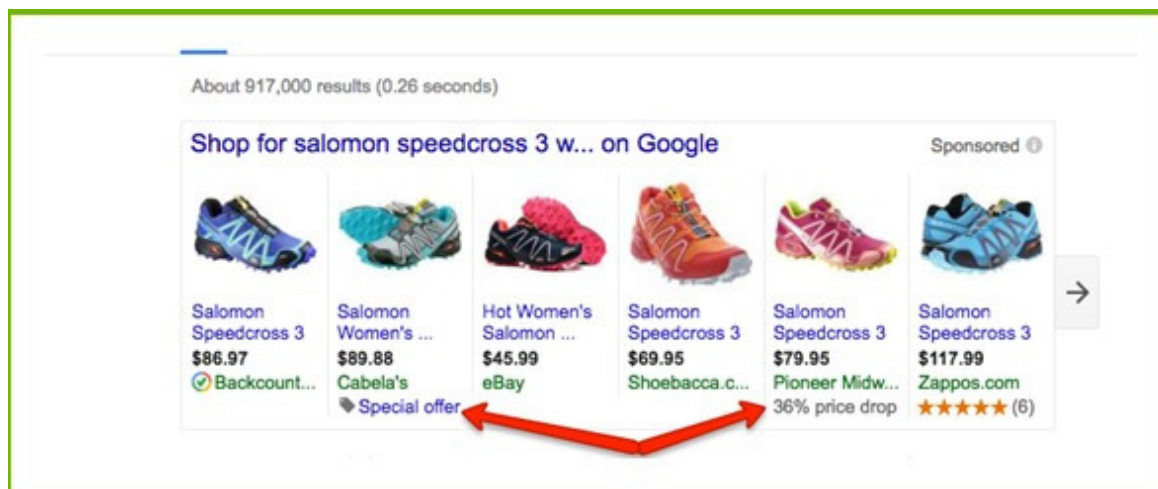 About 917,000 results (0.26 seconds)
Shop for salomon speedcross 3 w... on Google
Sponsored
Salomon
Speedcross 3
$86.97
Backcount...
Salomon
Women's ...
$89.88
Cabela's
Special offer
Hot Women's
Salomon ...
$45.99
eBay
Salomon
Speedcross 3
$69.95
Shoebacca.c...
Salomon
Speedcross 3
$79.95
Pioneer Midw...
36% price drop
Salomon
Speedcross 3
$117.99
Zappos.com
(6)